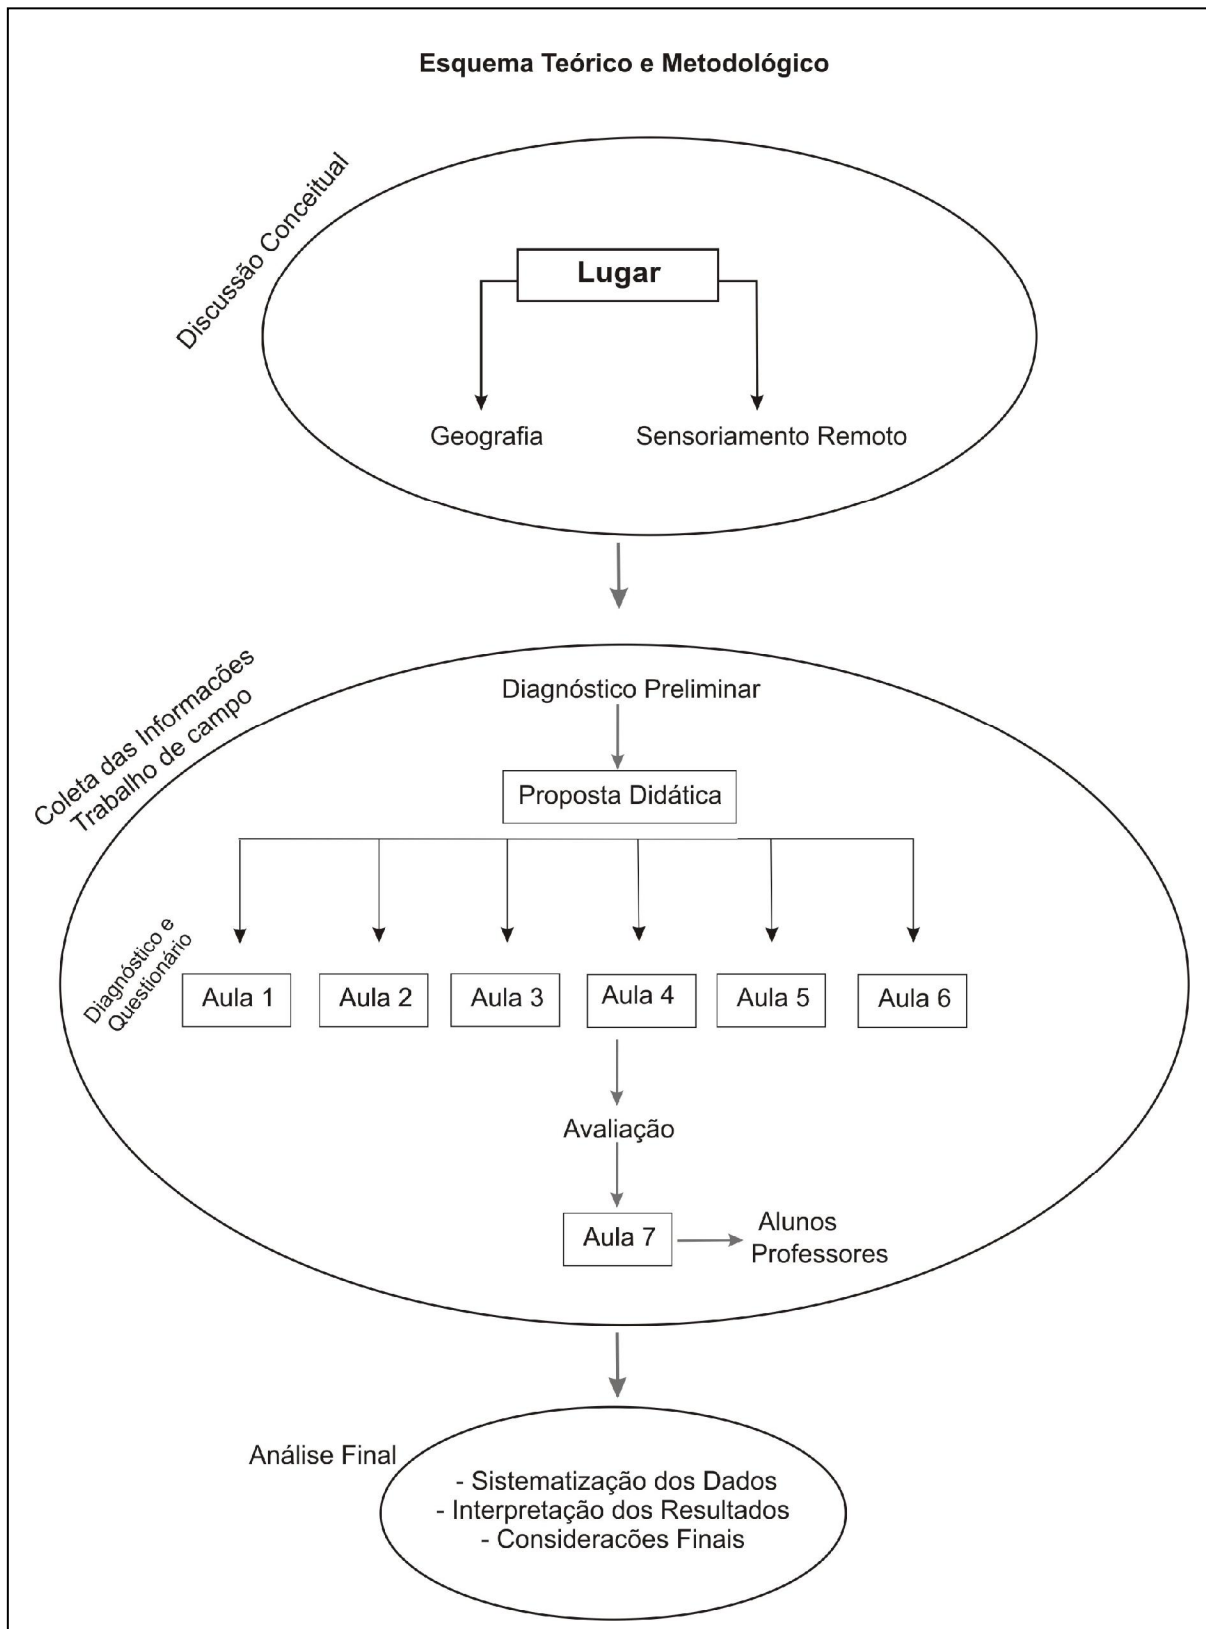 Esquema Teórico e Metodológico
Discussão Conceitual
Lugar
Geografia
Sensoriamento Remoto
Coleta das Informacões
Trabalho de campo
Diagnóstico Preliminar
Proposta Didática
Diagnóstico e
Questionário
Aula 1
Aula 2
Aula 3
Aula 4
Aula 5
Aula 6
Avaliação
Aula 7
Alunos
Professores
Análise Final
- Sistematização dos Dados
- Interpretação dos Resultados
- Consideracões Finais